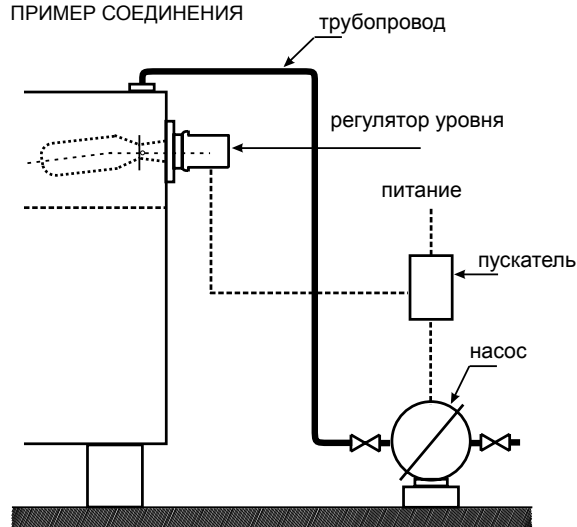 ПРИМЕР СОЕДИНЕНИЯ
трубопровод
регулятор уровня
питание
пускатель
насос